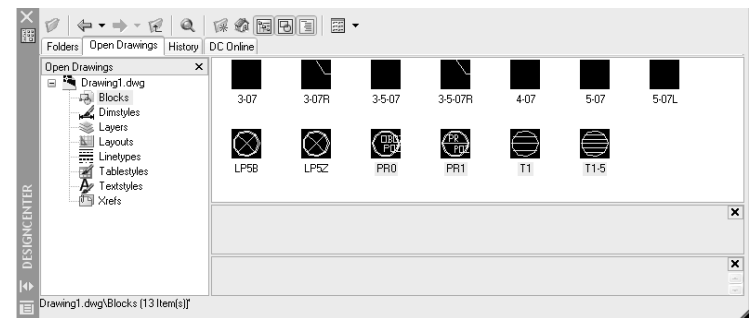 Folders Open Drawings History DC Online
Open Drawings
Drawing1.dwg
Blocks
Dimstyles
Layers
Layouts
Linetypes
Tablestyles
Textstyles
Xrefs
3-07 3-07R 3-5-07 3-5-07R 4-07 5-07 5-07L
PR
LP5B LP5Z PR0 PR1 T1 T1-5
DESIGNCENTER
Drawing1.dwg\Blocks (13 Item(s))